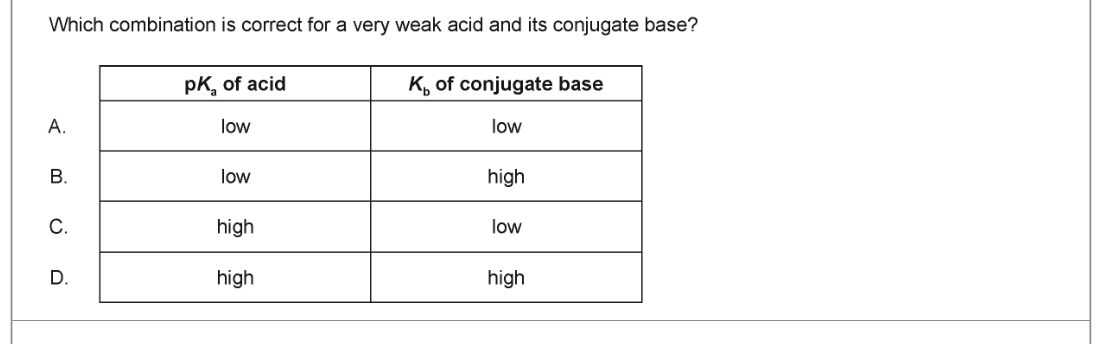 Which combination is correct for a very weak acid and its conjugate base?
pKₐ of acid K_b of conjugate base
A. low low
B. low high
C. high low
D. high high